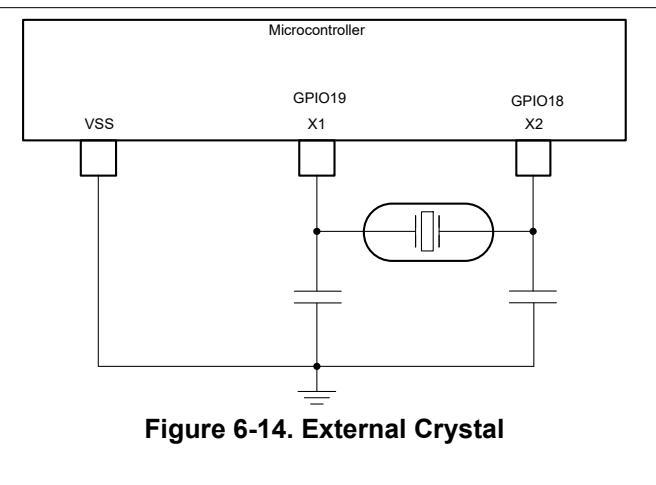 Microcontroller
GPIO19
GPIO18
VSS
X1
X2
Figure 6-14. External Crystal